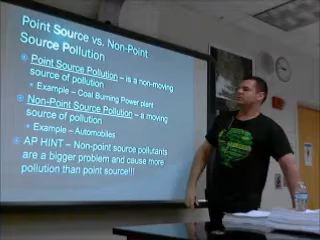 Point Source vs. Non-Point
Source Pollution
Point Source Pollution – is a non-moving
source of pollution
Example – Coal Burning Power plant
Non-Point Source Pollution – a moving
source of pollution
Example – Automobiles
AP HINT – Non-point source pollutants
are a bigger problem and cause more
pollution than point source!!!